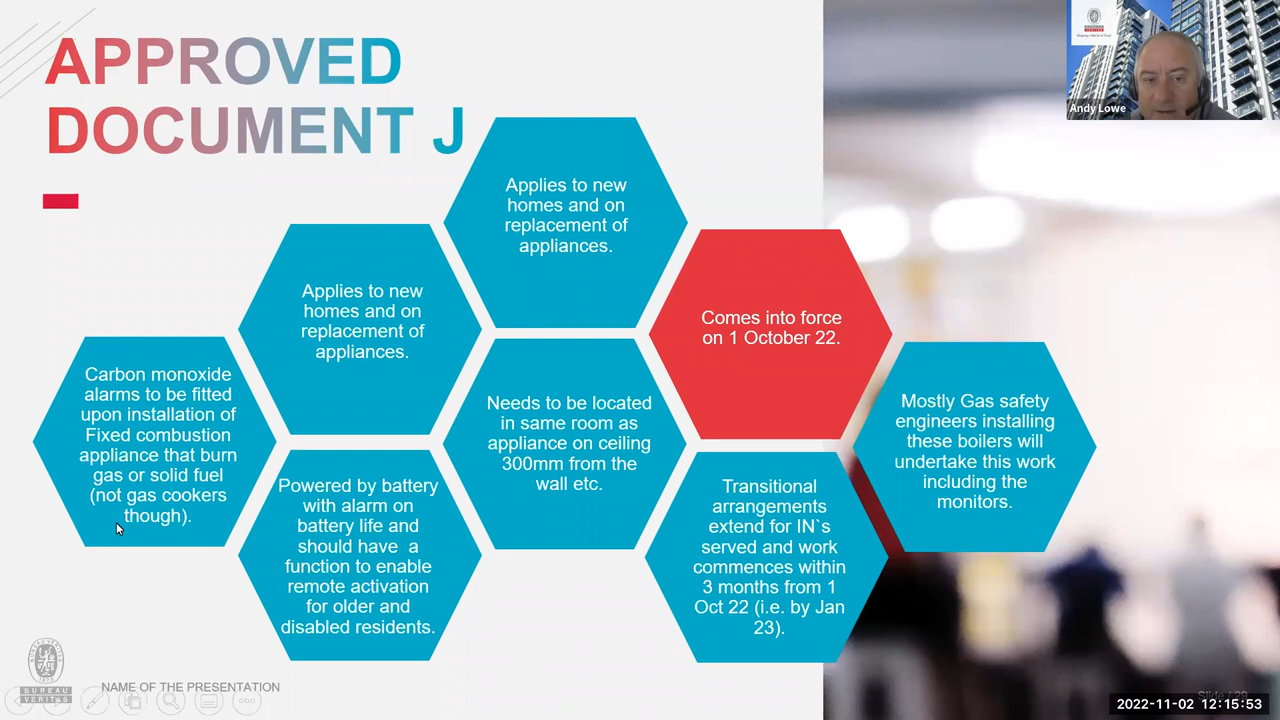 APPROVED
DOCUMENT J
Andy Lowe
Applies to new
homes and on
replacement of
appliances.
Applies to new
homes and on
replacement of
appliances.
Comes into force
on 1 October 22.
Carbon monoxide
alarms to be fitted
upon installation of
Fixed combustion
appliance that burn
gas or solid fuel
(not gas cookers
though).
Needs to be located
in same room as
appliance on ceiling
300mm from the
wall etc.
Mostly Gas safety
engineers installing
these boilers will
undertake this work
including the
monitors.
Powered by battery
with alarm on
battery life and
should have a
function to enable
remote activation
for older and
disabled residents.
Transitional
arrangements
extend for IN`s
served and work
commences within
3 months from 1
Oct 22 (i.e. by Jan
23).
BUREAU
VERITAS
NAME OF THE PRESENTATION
2022-11-02 12:15:53